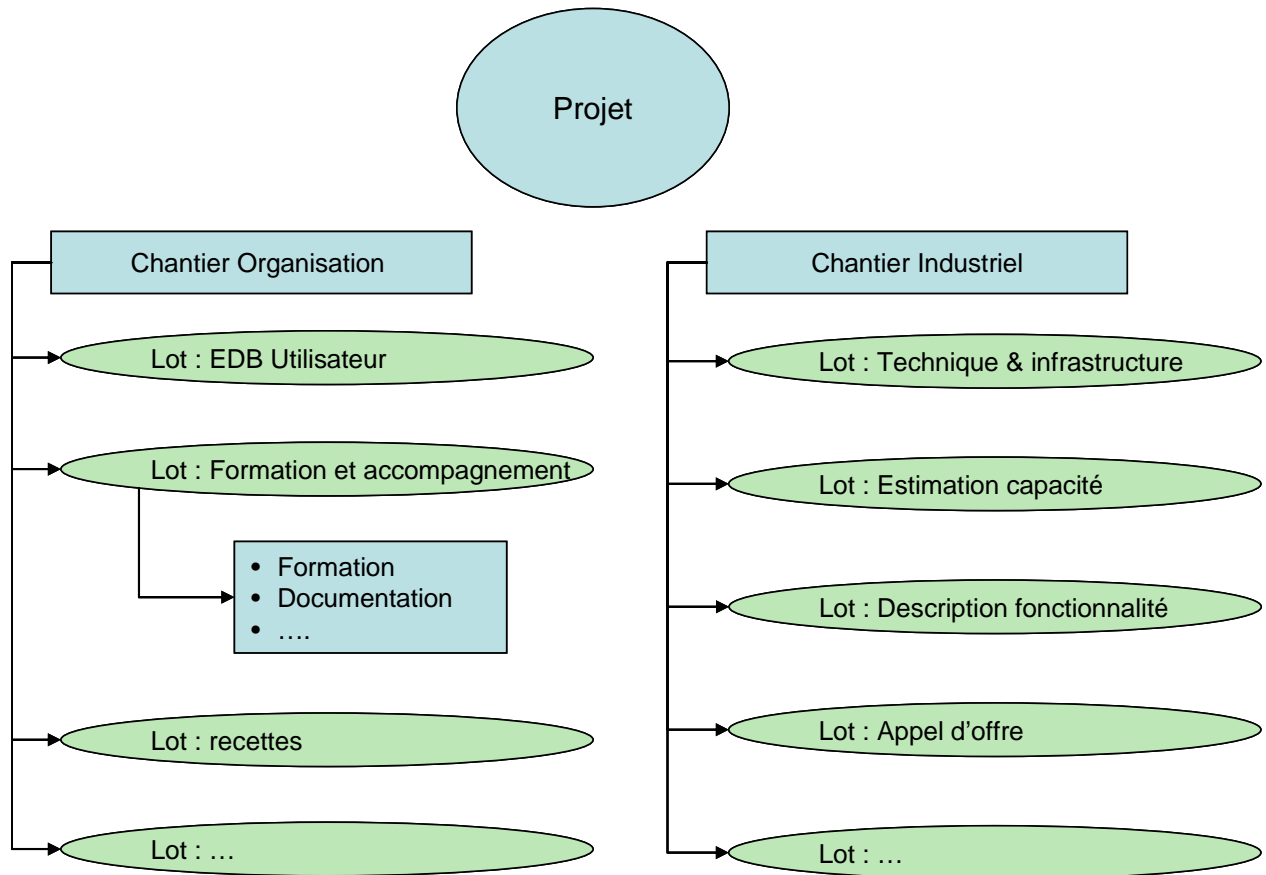 Projet
Chantier Organisation
Lot : EDB Utilisateur
Lot : Formation et accompagnement
• Formation
• Documentation
• ….
Lot : recettes
Lot : …
Chantier Industriel
Lot : Technique & infrastructure
Lot : Estimation capacité
Lot : Description fonctionnalité
Lot : Appel d’offre
Lot : …